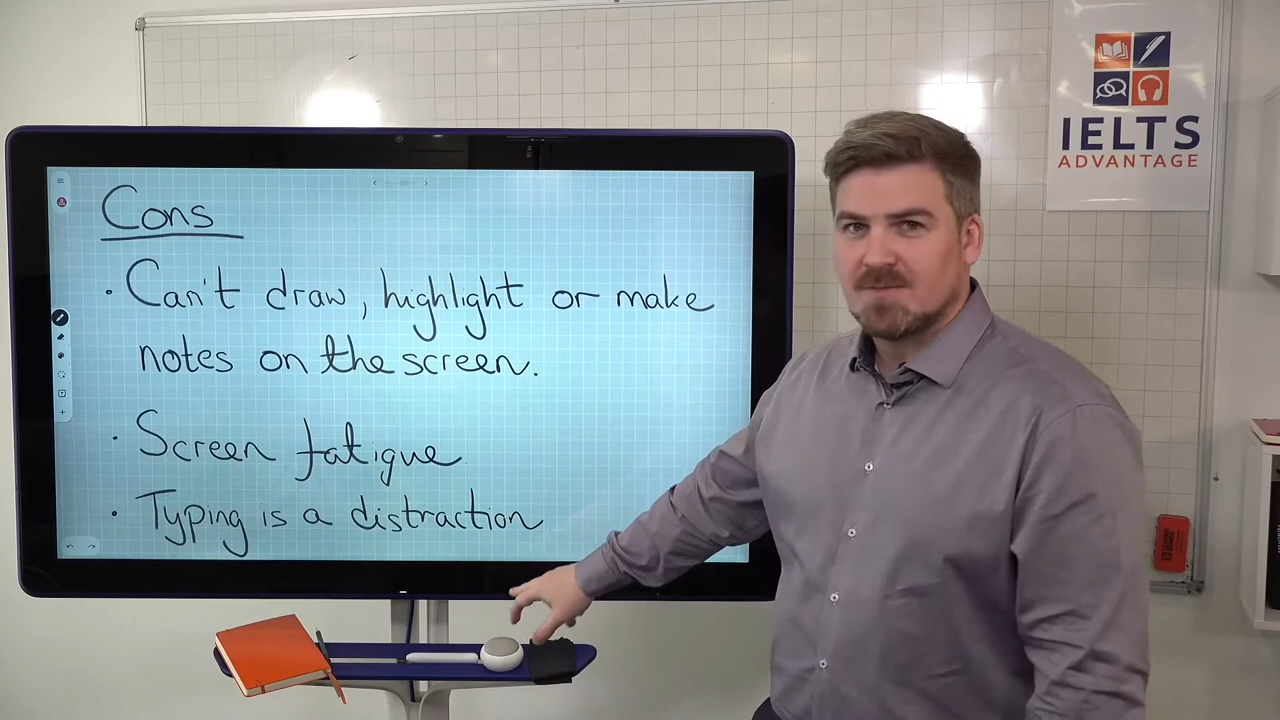 Cons
· Can't draw, highlight or make
notes on the screen.
· Screen fatigue
· Typing is a distraction
IELTS
ADVANTAGE